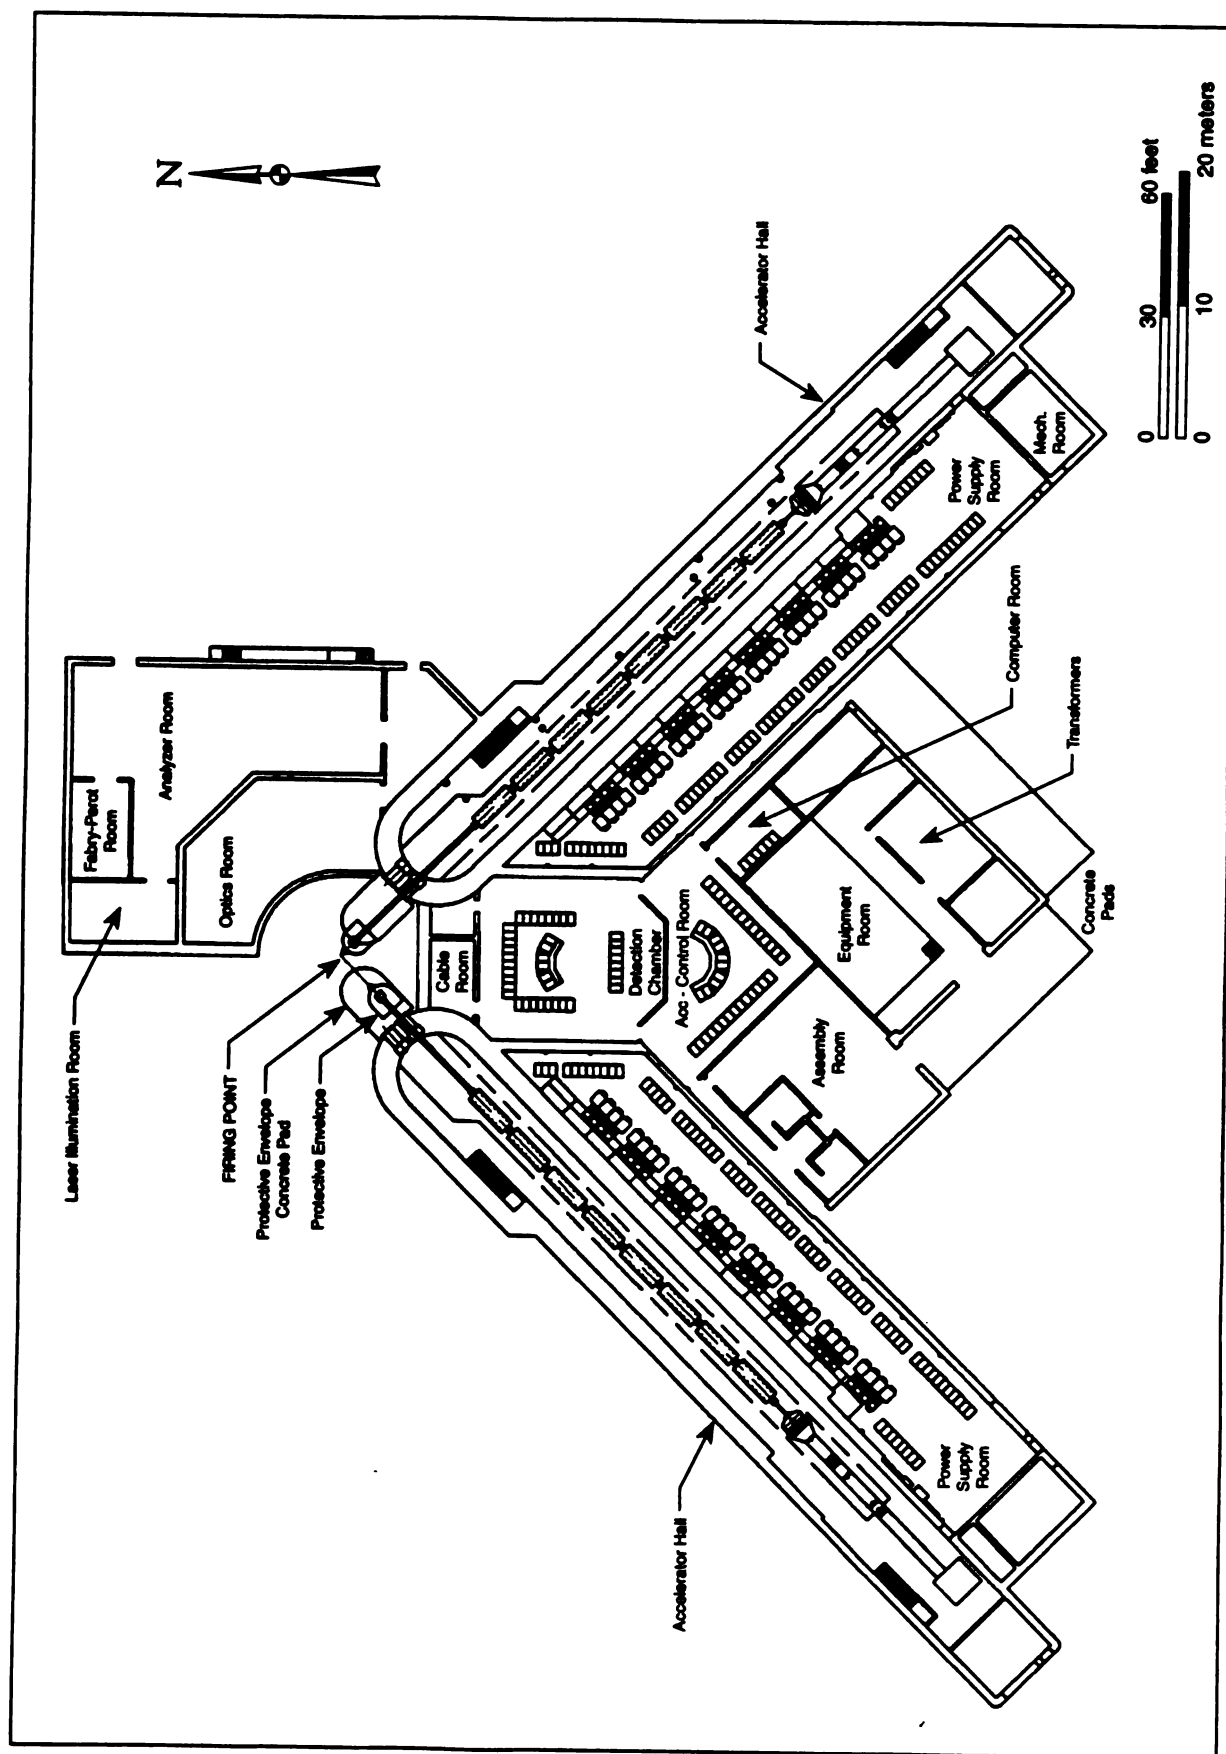 N
Laser Illumination Room
Fabry-Perot
Room
Analyzer Room
Optics Room
FIRING POINT
Protective Envelope
Concrete Pad
Protective Envelope
Cable
Room
Detection
Chamber
Acc - Control Room
Accelerator Hall
Accelerator Hall
Assembly
Room
Equipment
Room
Computer Room
Transformers
Concrete
Pads
Power
Supply
Room
Power
Supply
Room
Mech.
Room
0 30 60 feet
0 10 20 meters